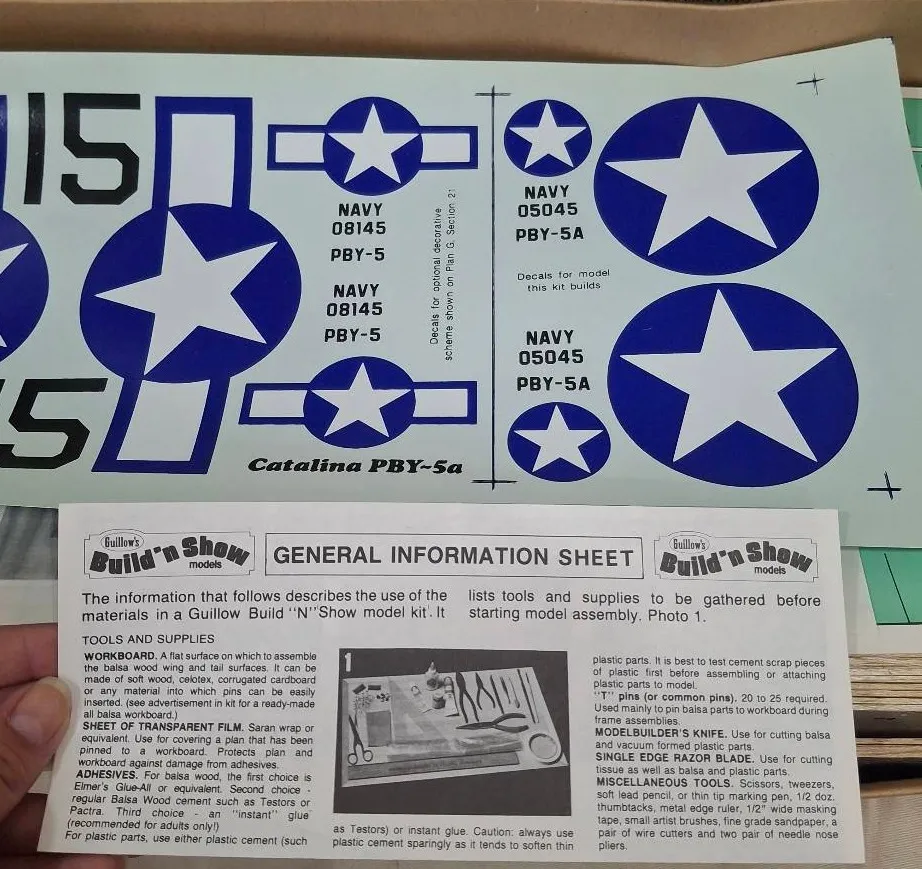 15
NAVY
08145
PBY-5
NAVY
08145
PBY-5
Decals for optional decorative
scheme shown on Plan G, Section 21
5
Catalina PBY-5a
NAVY
05045
PBY-5A
Decals for model
this kit builds
NAVY
05045
PBY-5A
Guillow's
Build 'n Show
models
GENERAL INFORMATION SHEET
Guillow's
Build 'n Show
models
The information that follows describes the use of the
materials in a Guillow Build "N" Show model kit. It
lists tools and supplies to be gathered before
starting model assembly. Photo 1.
TOOLS AND SUPPLIES
WORKBOARD. A flat surface on which to assemble
the balsa wood wing and tail surfaces. It can be
made of soft wood, celotex, corrugated cardboard
or any material into which pins can be easily
inserted. (see advertisement in kit for a ready-made
all balsa workboard.)
SHEET OF TRANSPARENT FILM. Saran wrap or
equivalent. Use for covering a plan that has been
pinned to a workboard. Protects plan and
workboard against damage from adhesives.
ADHESIVES. For balsa wood, the first choice is
Elmer's Glue-All or equivalent. Second choice -
regular Balsa Wood cement such as Testors or
Pactra. Third choice - an "instant" glue
(recommended for adults only!)
For plastic parts, use either plastic cement (such
1
as Testors) or instant glue. Caution: always use
plastic cement sparingly as it tends to soften thin
plastic parts. It is best to test cement scrap pieces
of plastic first before assembling or attaching
plastic parts to model.
"T" pins (or common pins). 20 to 25 required.
Used mainly to pin balsa parts to workboard during
frame assemblies.
MODELBUILDER'S KNIFE. Use for cutting balsa
and vacuum formed plastic parts.
SINGLE EDGE RAZOR BLADE. Use for cutting
tissue as well as balsa and plastic parts.
MISCELLANEOUS TOOLS. Scissors, tweezers,
soft lead pencil, or thin tip marking pen, 1/2 doz.
thumbtacks, metal edge ruler, 1/2" wide masking
tape, small artist brushes, fine grade sandpaper, a
pair of wire cutters and two pair of needle nose
pliers.